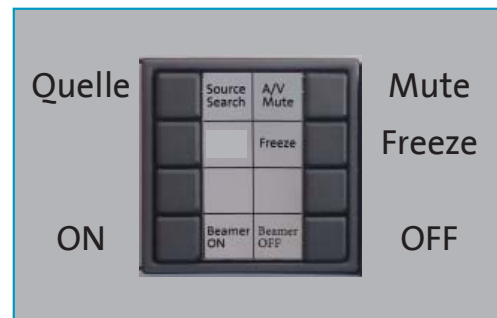 Quelle
Source Search
A/V Mute
Mute
Freeze
Freeze
ON
Beamer ON
Beamer OFF
OFF